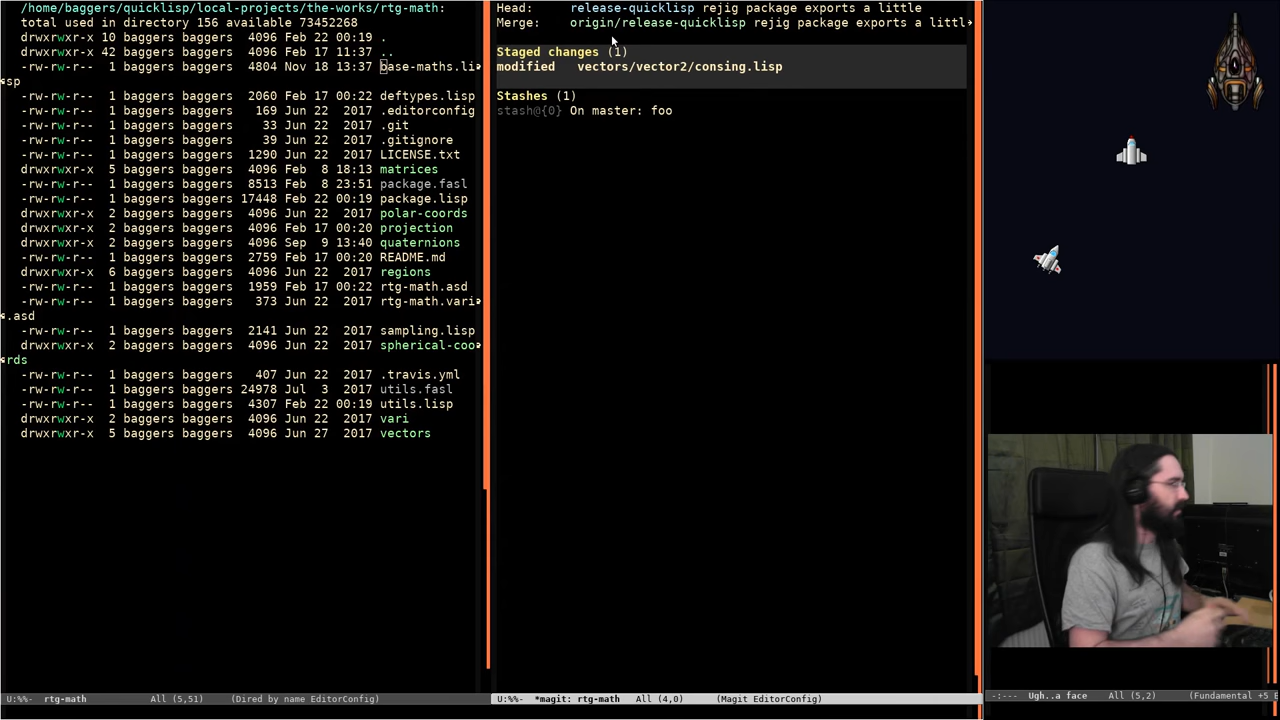 /home/baggers/quicklisp/local-projects/the-works/rtg-math:
total used in directory 156 available 73452268
drwxrwxr-x 10 baggers baggers  4096 Feb 22 00:19 .
drwxrwxr-x 42 baggers baggers  4096 Feb 17 11:37 ..
-rw-rw-r--  1 baggers baggers  4804 Nov 18 13:37 base-maths.li
sp
-rw-rw-r--  1 baggers baggers  2060 Feb 17 00:22 deftypes.lisp
-rw-rw-r--  1 baggers baggers   169 Jun 22  2017 .editorconfig
-rw-rw-r--  1 baggers baggers    33 Jun 22  2017 .git
-rw-rw-r--  1 baggers baggers    39 Jun 22  2017 .gitignore
-rw-rw-r--  1 baggers baggers  1290 Jun 22  2017 LICENSE.txt
drwxrwxr-x  5 baggers baggers  4096 Feb  8 18:13 matrices
-rw-rw-r--  1 baggers baggers  8513 Feb  8 23:51 package.fasl
-rw-rw-r--  1 baggers baggers 17448 Feb 22 00:19 package.lisp
drwxrwxr-x  2 baggers baggers  4096 Jun 22  2017 polar-coords
drwxrwxr-x  2 baggers baggers  4096 Feb 17 00:20 projection
drwxrwxr-x  2 baggers baggers  4096 Sep  9 13:40 quaternions
-rw-rw-r--  1 baggers baggers  2759 Feb 17 00:20 README.md
drwxrwxr-x  6 baggers baggers  4096 Jun 22  2017 regions
-rw-rw-r--  1 baggers baggers  1959 Feb 17 00:22 rtg-math.asd
-rw-rw-r--  1 baggers baggers   373 Jun 22  2017 rtg-math.vari
.asd
-rw-rw-r--  1 baggers baggers  2141 Jun 22  2017 sampling.lisp
drwxrwxr-x  2 baggers baggers  4096 Jun 22  2017 spherical-coo
rds
-rw-rw-r--  1 baggers baggers   407 Jun 22  2017 .travis.yml
-rw-rw-r--  1 baggers baggers 24978 Jul  3  2017 utils.fasl
-rw-rw-r--  1 baggers baggers  4307 Feb 22 00:19 utils.lisp
drwxrwxr-x  2 baggers baggers  4096 Jun 22  2017 vari
drwxrwxr-x  5 baggers baggers  4096 Jun 27  2017 vectors
U:%%-  rtg-math       All (5,51)    (Dired by name EditorConfig)
Head:     release-quicklisp rejig package exports a little
Merge:    origin/release-quicklisp rejig package exports a littl
Staged changes (1)
modified   vectors/vector2/consing.lisp
Stashes (1)
stash@{0} On master: foo
U:%%-  *magit: rtg-math   All (4,0)     (Magit EditorConfig)
-:---  Ugh..a face    All (5,2)     (Fundamental +5 E